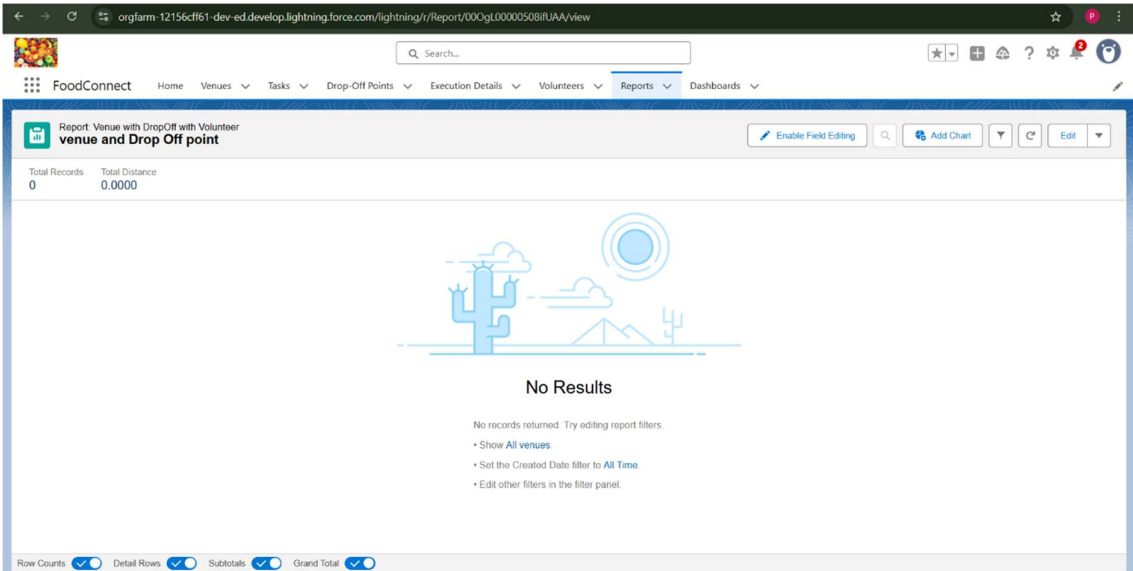 orgfarm-12156cff61-dev-ed.develop.lightning.force.com/lightning/r/Report/00OgL00000508ifUAA/view
P
Search...
2
FoodConnect Home Venues Tasks Drop-Off Points Execution Details Volunteers Reports Dashboards
Report: Venue with DropOff with Volunteer
venue and Drop Off point
Enable Field Editing Add Chart Edit
Total Records Total Distance
0 0.0000
No Results
No records returned. Try editing report filters.
• Show All venues.
• Set the Created Date filter to All Time.
• Edit other filters in the filter panel.
Row Counts Detail Rows Subtotals Grand Total